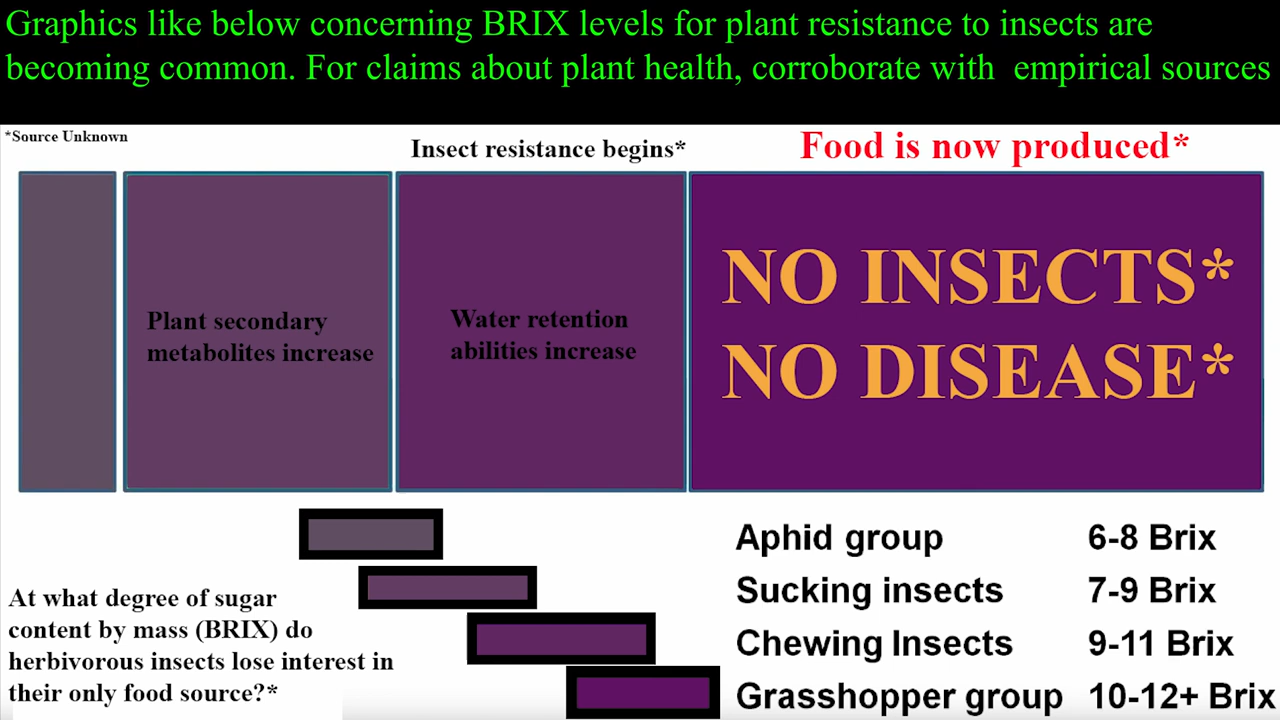 Graphics like below concerning BRIX levels for plant resistance to insects are
becoming common. For claims about plant health, corroborate with empirical sources
*Source Unknown
Insect resistance begins*
Food is now produced*
Plant secondary
metabolites increase
Water retention
abilities increase
NO INSECTS*
NO DISEASE*
At what degree of sugar
content by mass (BRIX) do
herbivorous insects lose interest in
their only food source?*
Aphid group 6-8 Brix
Sucking insects 7-9 Brix
Chewing Insects 9-11 Brix
Grasshopper group 10-12+ Brix